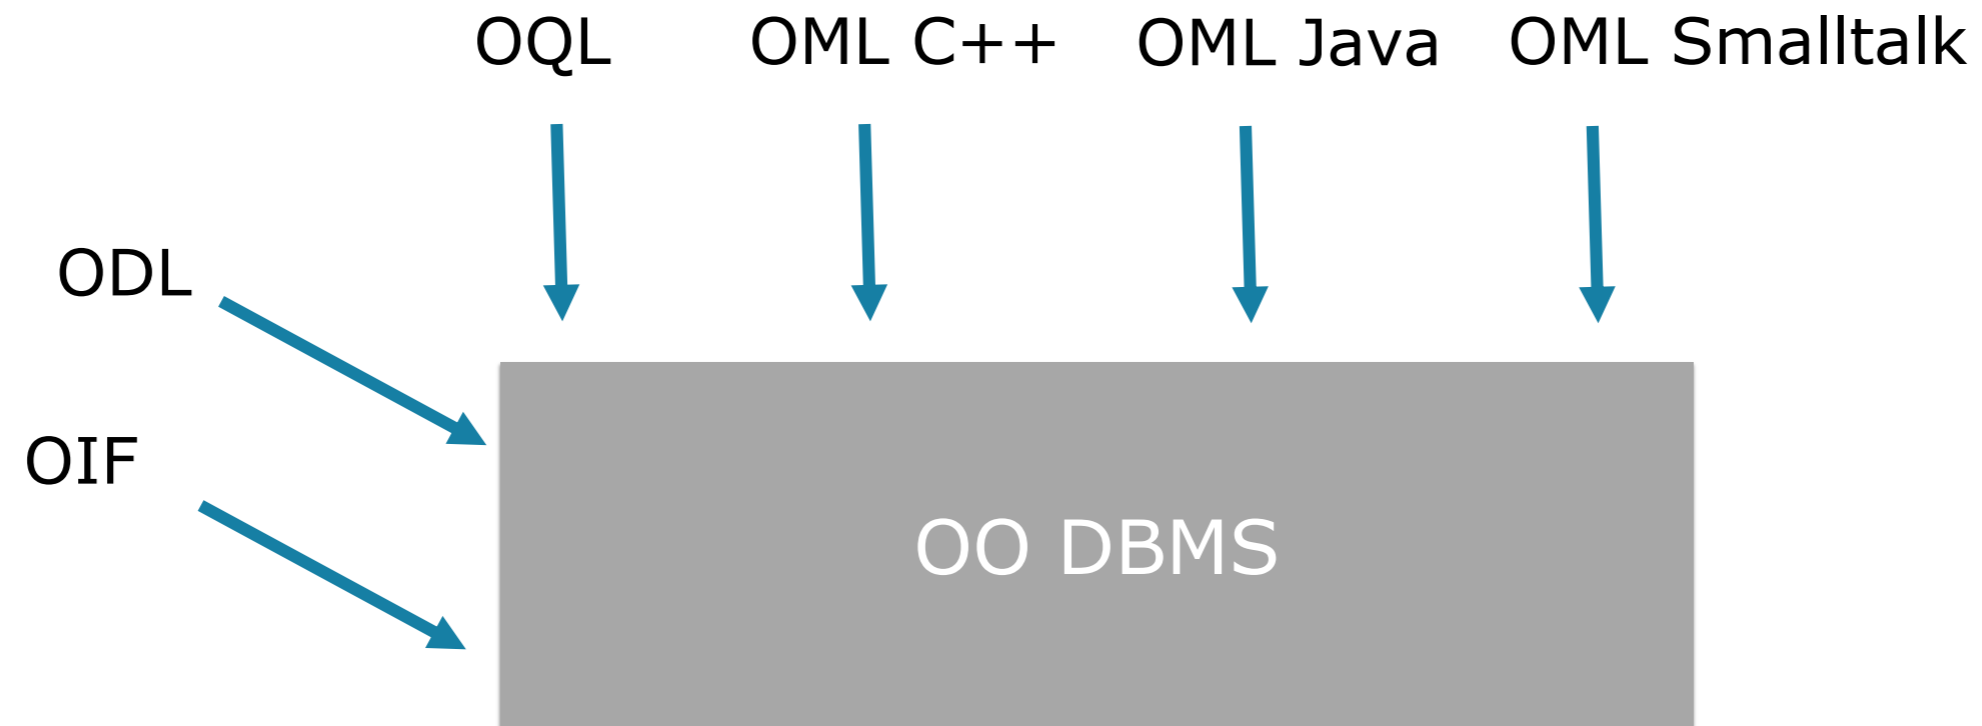 OQL OML C++ OML Java OML Smalltalk
ODL
OIF
OO DBMS